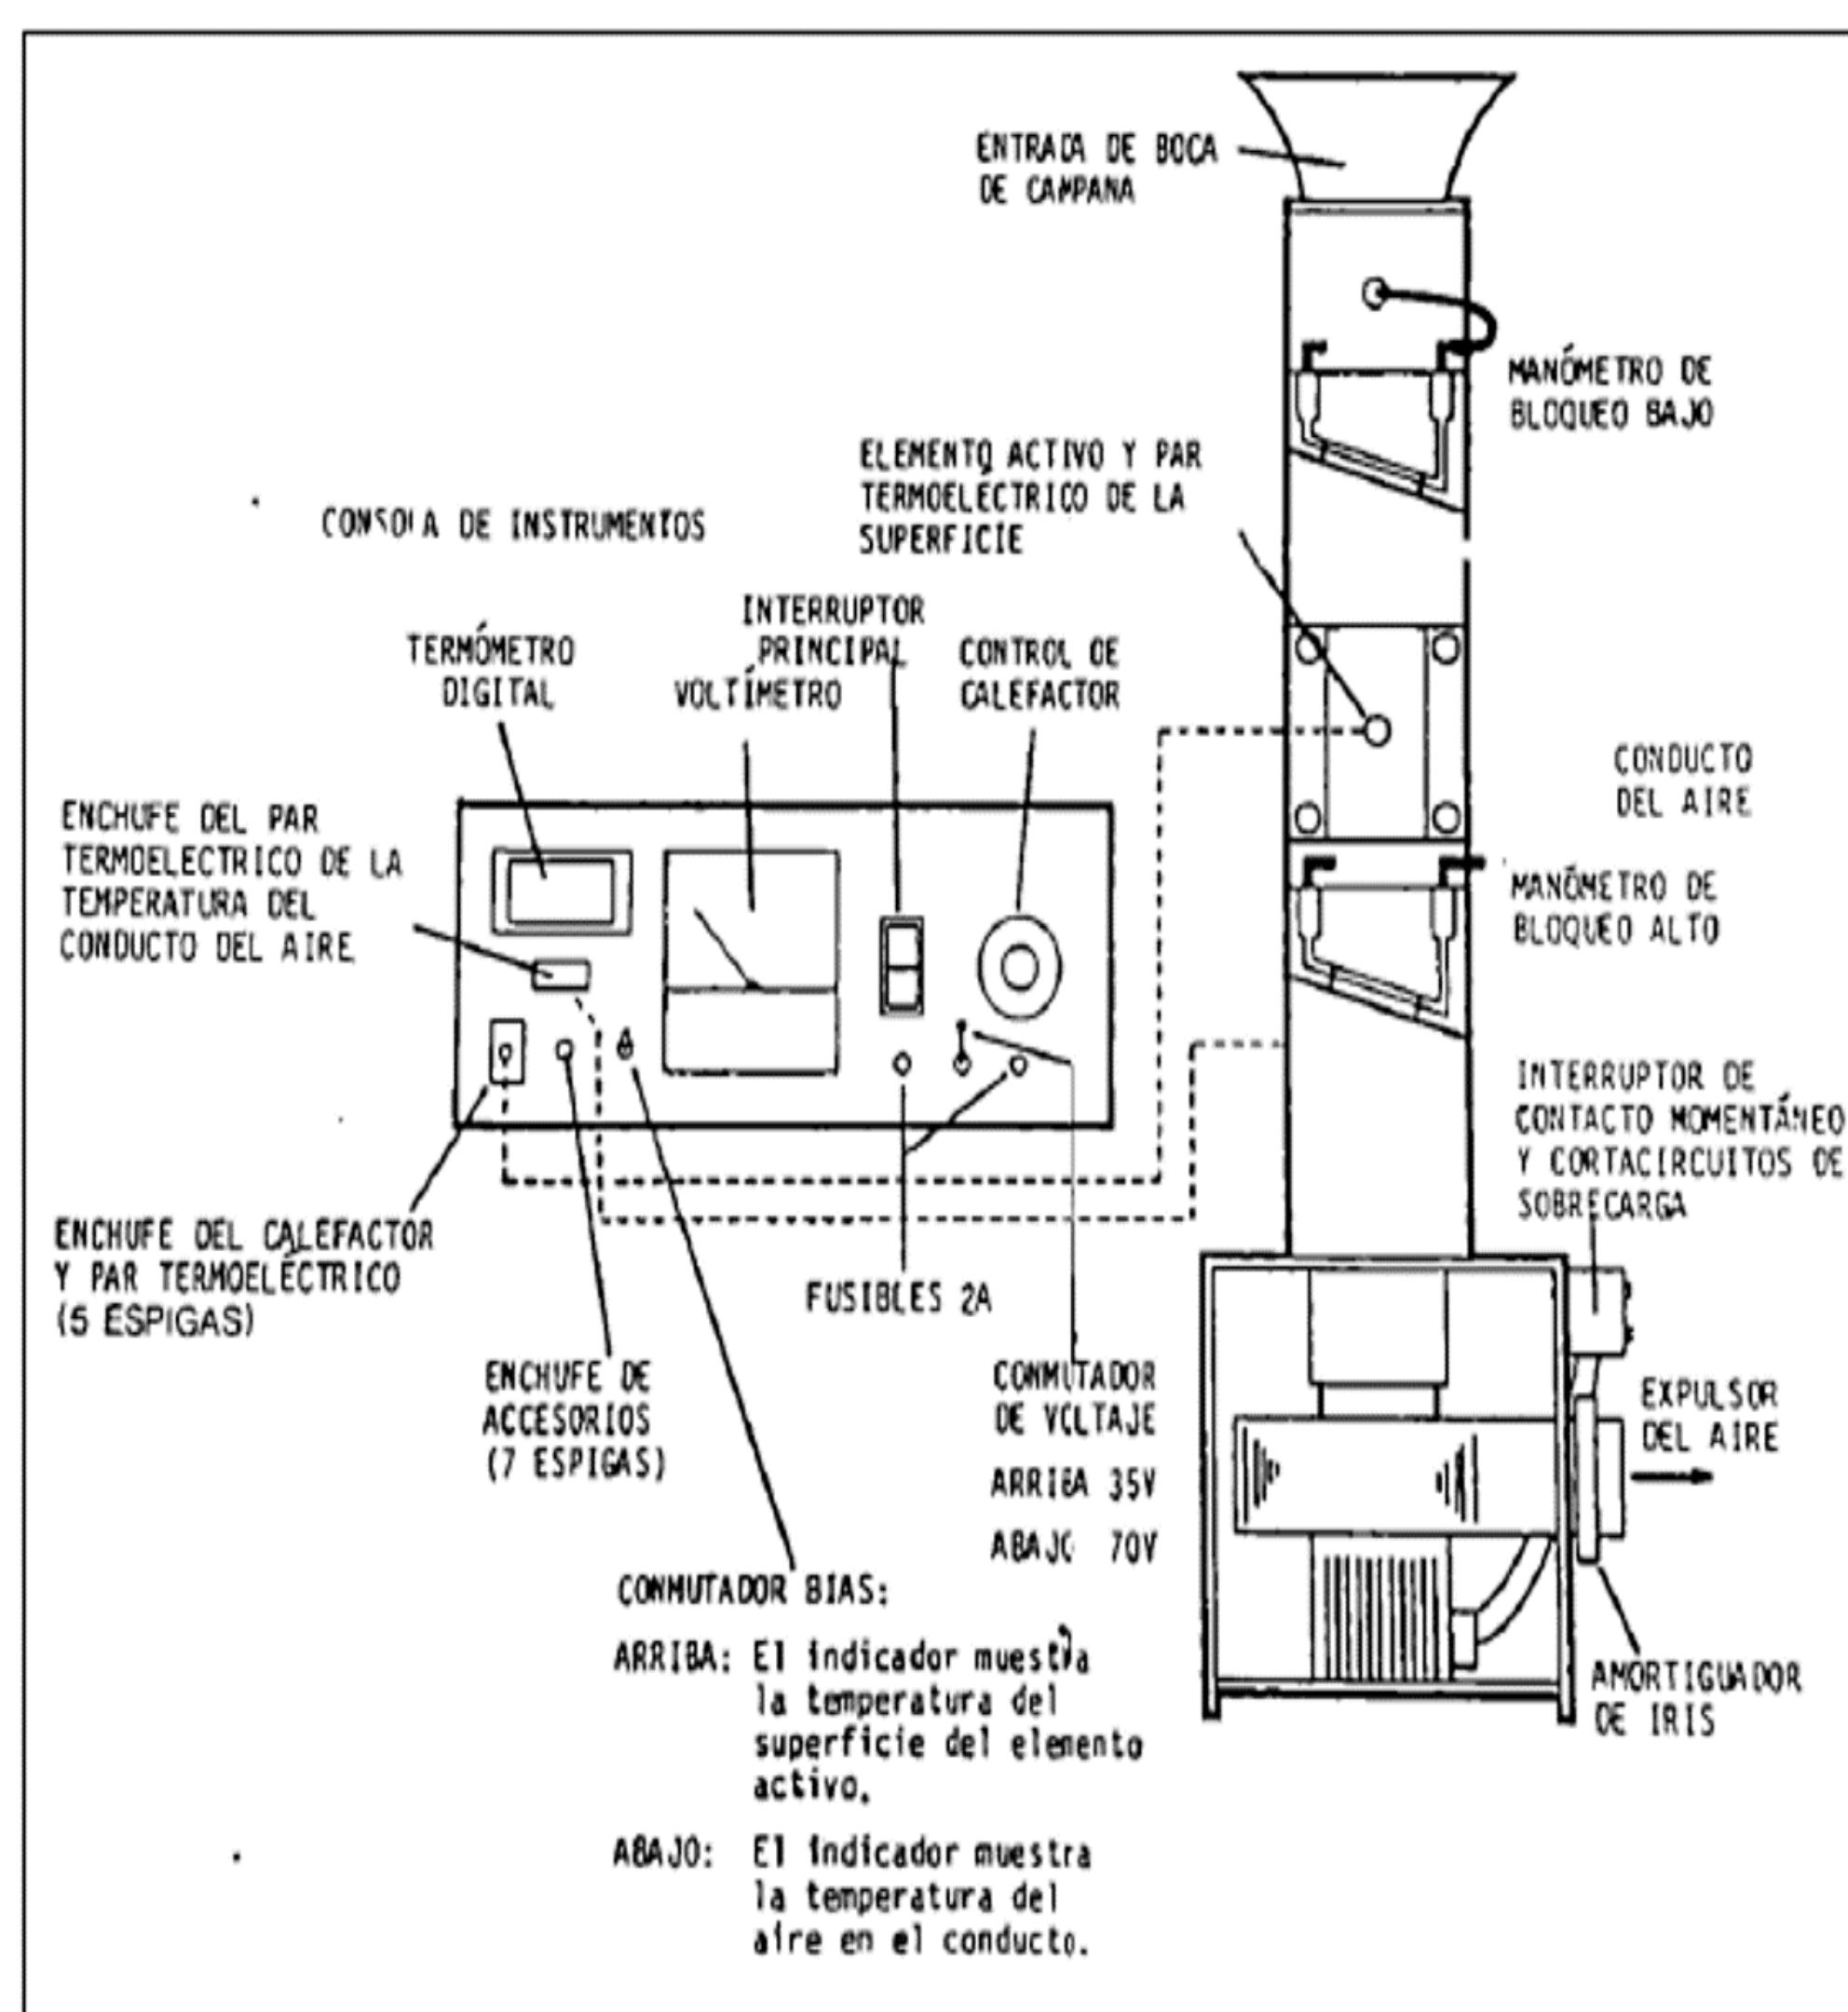 ENTRADA DE BOCA
DE CAMPANA
MANÓMETRO DE
BLOQUEO BAJO
ELEMENTO ACTIVO Y PAR
TERMOELÉCTRICO DE LA
SUPERFICIE
CONSOLA DE INSTRUMENTOS
INTERRUPTOR
PRINCIPAL
TERMÓMETRO
DIGITAL
VOLTÍMETRO
CONTROL DE
CALEFACTOR
CONDUCTO
DEL AIRE
ENCHUFE DEL PAR
TERMOELECTRICO DE LA
TEMPERATURA DEL
CONDUCTO DEL AIRE
MANÓMETRO DE
BLOQUEO ALTO
INTERRUPTOR DE
CONTACTO MOMENTÁNEO
Y CORTACIRCUITOS DE
SOBRECARGA
ENCHUFE DEL CALEFACTOR
Y PAR TERMOELÉCTRICO
(5 ESPIGAS)
FUSIBLES 2A
ENCHUFE DE
ACCESORIOS
(7 ESPIGAS)
CONMUTADOR
DE VOLTAJE
ARRIBA 35V
ABAJO 70V
EXPULSOR
DEL AIRE
CONMUTADOR BIAS:
ARRIBA: El indicador muestra
la temperatura del
superficie del elemento
activo.
AMORTIGUADOR
DE IRIS
ABAJO: El indicador muestra
la temperatura del
aire en el conducto.